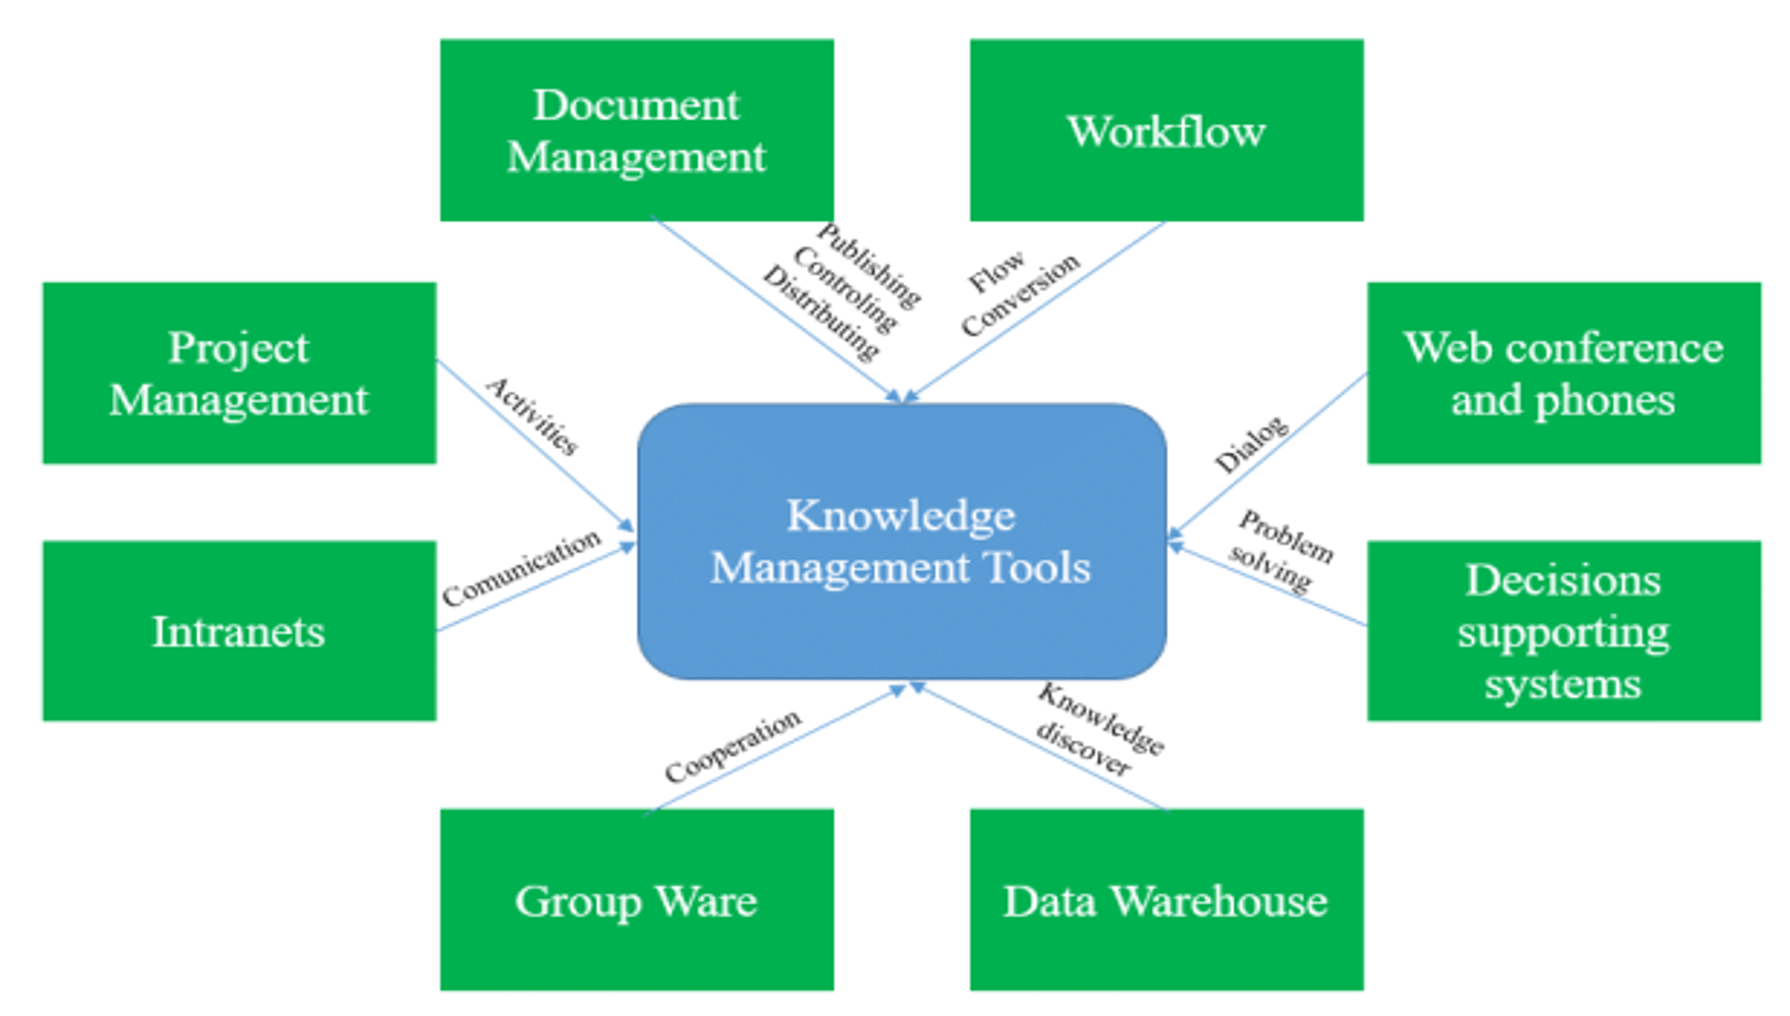 Document
Management
Workflow
Publishing
Controling
Distributing
Flow
Conversion
Project
Management
Web conference
and phones
Activities
Dialog
Knowledge
Management Tools
Comunication
Problem
solving
Intranets
Decisions
supporting
systems
Cooperation
Knowledge
discover
Group Ware
Data Warehouse